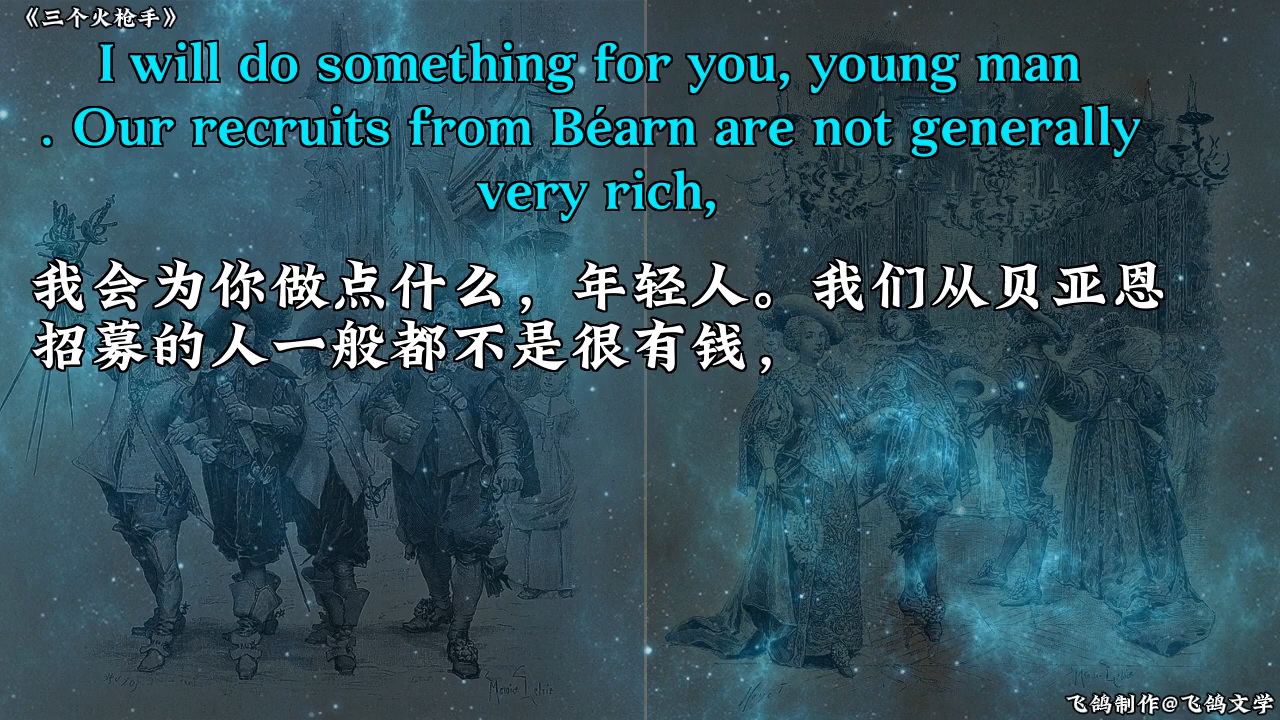 《三个火枪手》
I will do something for you, young man
. Our recruits from Béarn are not generally
very rich,
我会为你做点什么，年轻人。我们从贝亚恩
招募的人一般都不是很有钱，
飞鸽制作@飞鸽文学